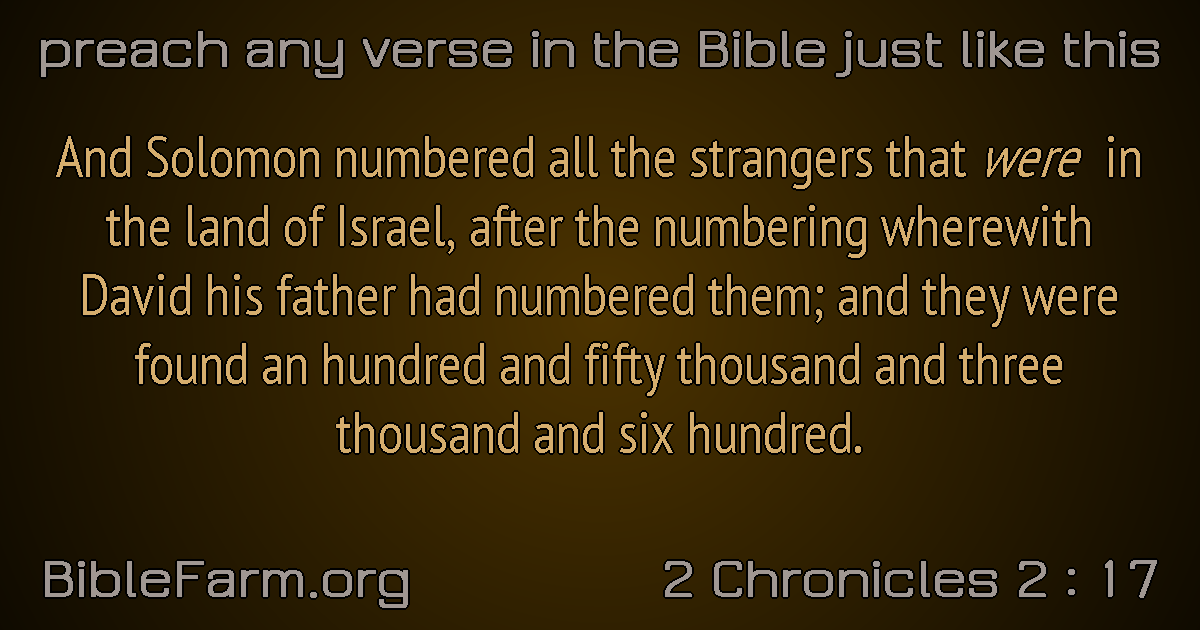 preach any verse in the Bible just like this
And Solomon numbered all the strangers that were in
the land of Israel, after the numbering wherewith
David his father had numbered them; and they were
found an hundred and fifty thousand and three
thousand and six hundred.
BibleFarm.org
2 Chronicles 2 : 17